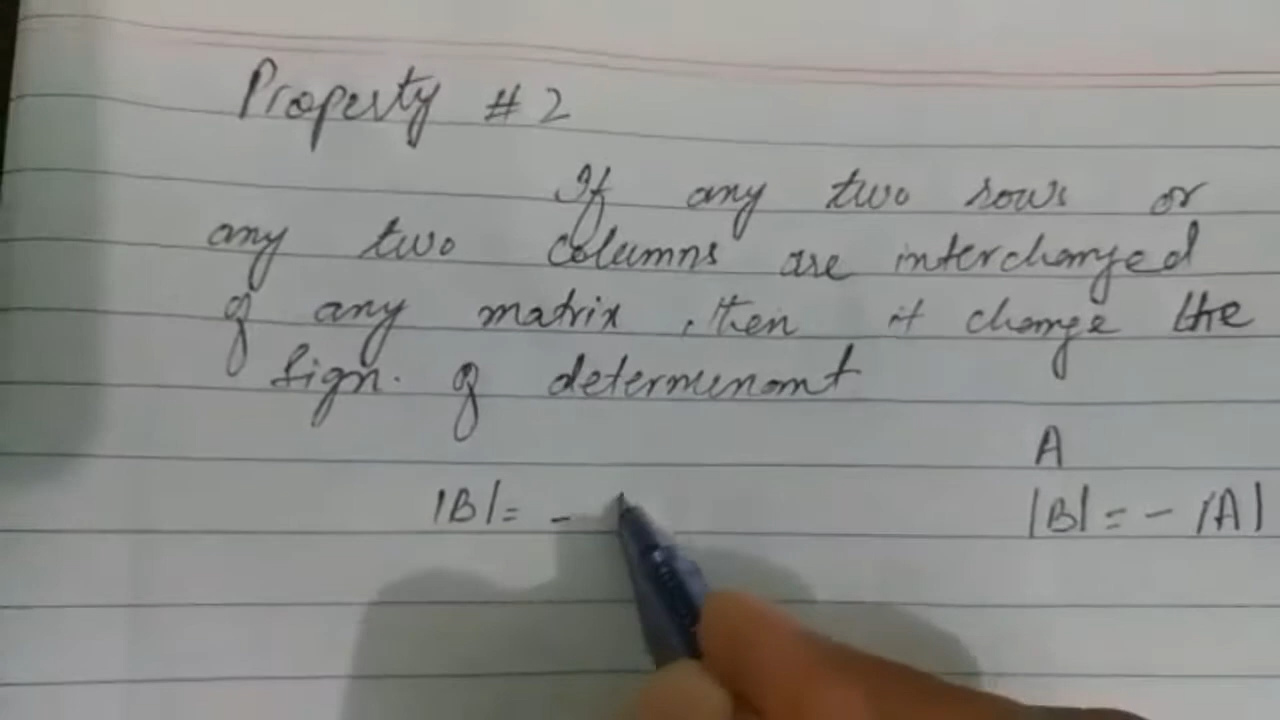 Property # 2
If any two rows or
any two columns are interchanged
of any matrix, then it change the
sign. of determenant
A
|B| = -
|B| = - |A|